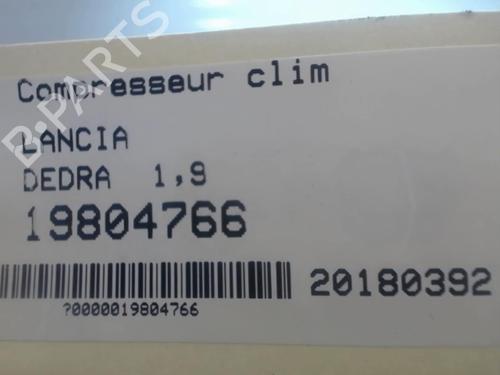 Compresseur clim
LANCIA
DEDRA 1,9
19804766
20180392
?0000019804766
B-PARTS